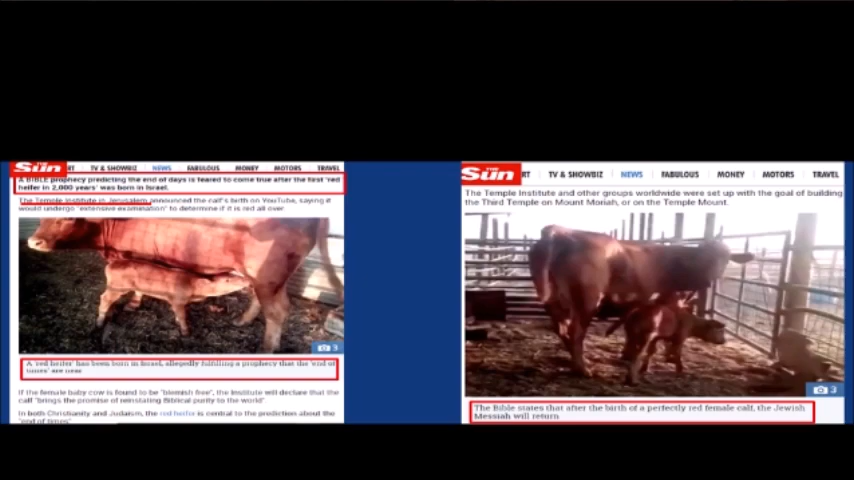 THE
Sun
RT TV & SHOWBIZ NEWS FABULOUS MONEY MOTORS TRAVEL
A BIBLE prophecy predicting the end of days is feared to come true after the first 'red
heifer in 2,000 years' was born in Israel.
The Temple Institute in Jerusalem announced the calf's birth on YouTube, saying it
would undergo "extensive examination" to determine if it is red all over.
3
A 'red heifer' has been born in Israel, allegedly fulfilling a prophecy that the 'end of
times' are near
If the female baby cow is found to be "blemish free", the Institute will declare that the
calf "brings the promise of reinstating Biblical purity to the world"
In both Christianity and Judaism, the red heifer is central to the prediction about the
"end of times"
THE
Sun
RT TV & SHOWBIZ NEWS FABULOUS MONEY MOTORS TRAVEL
The Temple Institute and other groups worldwide were set up with the goal of building
the Third Temple on Mount Moriah, or on the Temple Mount.
3
The Bible states that after the birth of a perfectly red female calf, the Jewish
Messiah will return